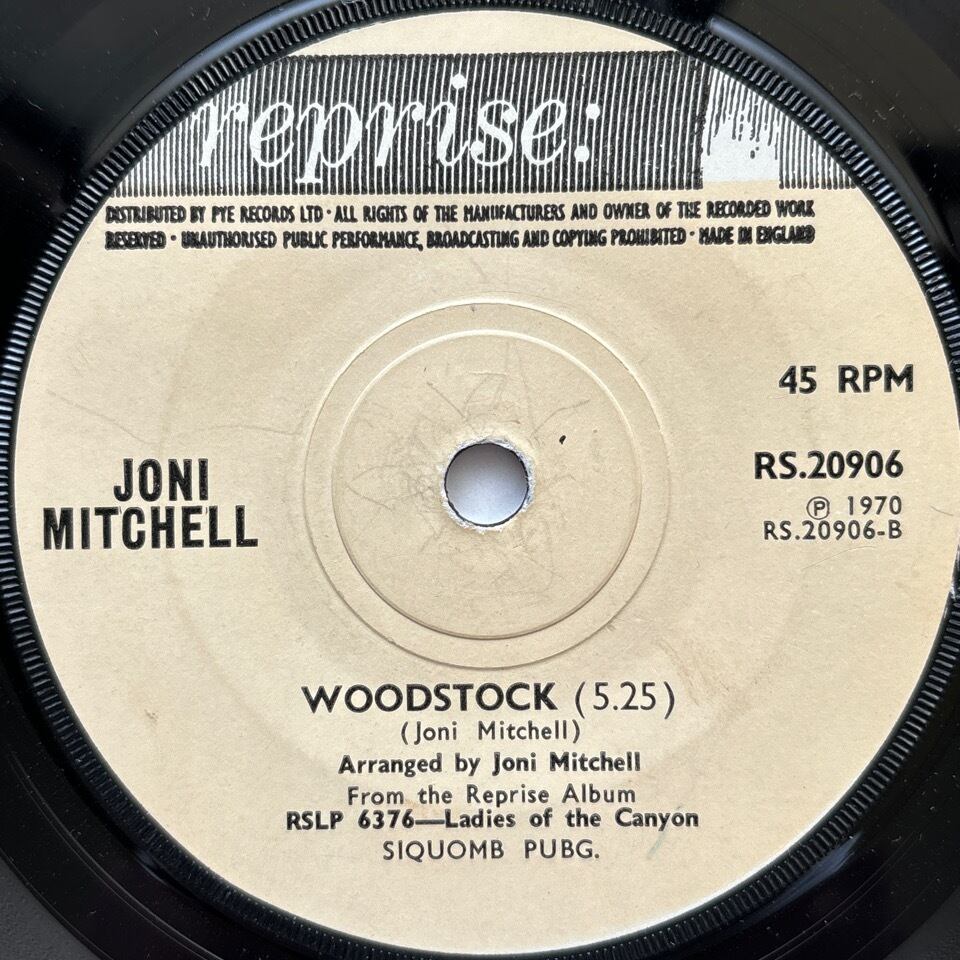 reprise:
DISTRIBUTED BY PYE RECORDS LTD · ALL RIGHTS OF THE MANUFACTURERS AND OWNER OF THE RECORDED WORK
RESERVED · UNAUTHORISED PUBLIC PERFORMANCE, BROADCASTING AND COPYING PROHIBITED · MADE IN ENGLAND
45 RPM
JONI
MITCHELL
RS.20906
℗ 1970
RS.20906-B
WOODSTOCK (5.25)
(Joni Mitchell)
Arranged by Joni Mitchell
From the Reprise Album
RSLP 6376—Ladies of the Canyon
SIQUOMB PUBG.